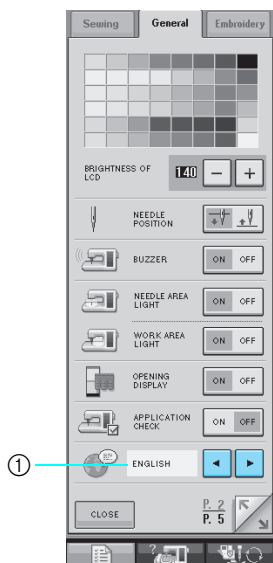 Sewing General Embroidery
BRIGHTNESS OF
LCD
140 − +
NEEDLE
POSITION
BUZZER
ON OFF
NEEDLE AREA
LIGHT
ON OFF
WORK AREA
LIGHT
ON OFF
OPENING
DISPLAY
ON OFF
APPLICATION
CHECK
ON OFF
① ENGLISH
CLOSE
P. 2
P. 5
?